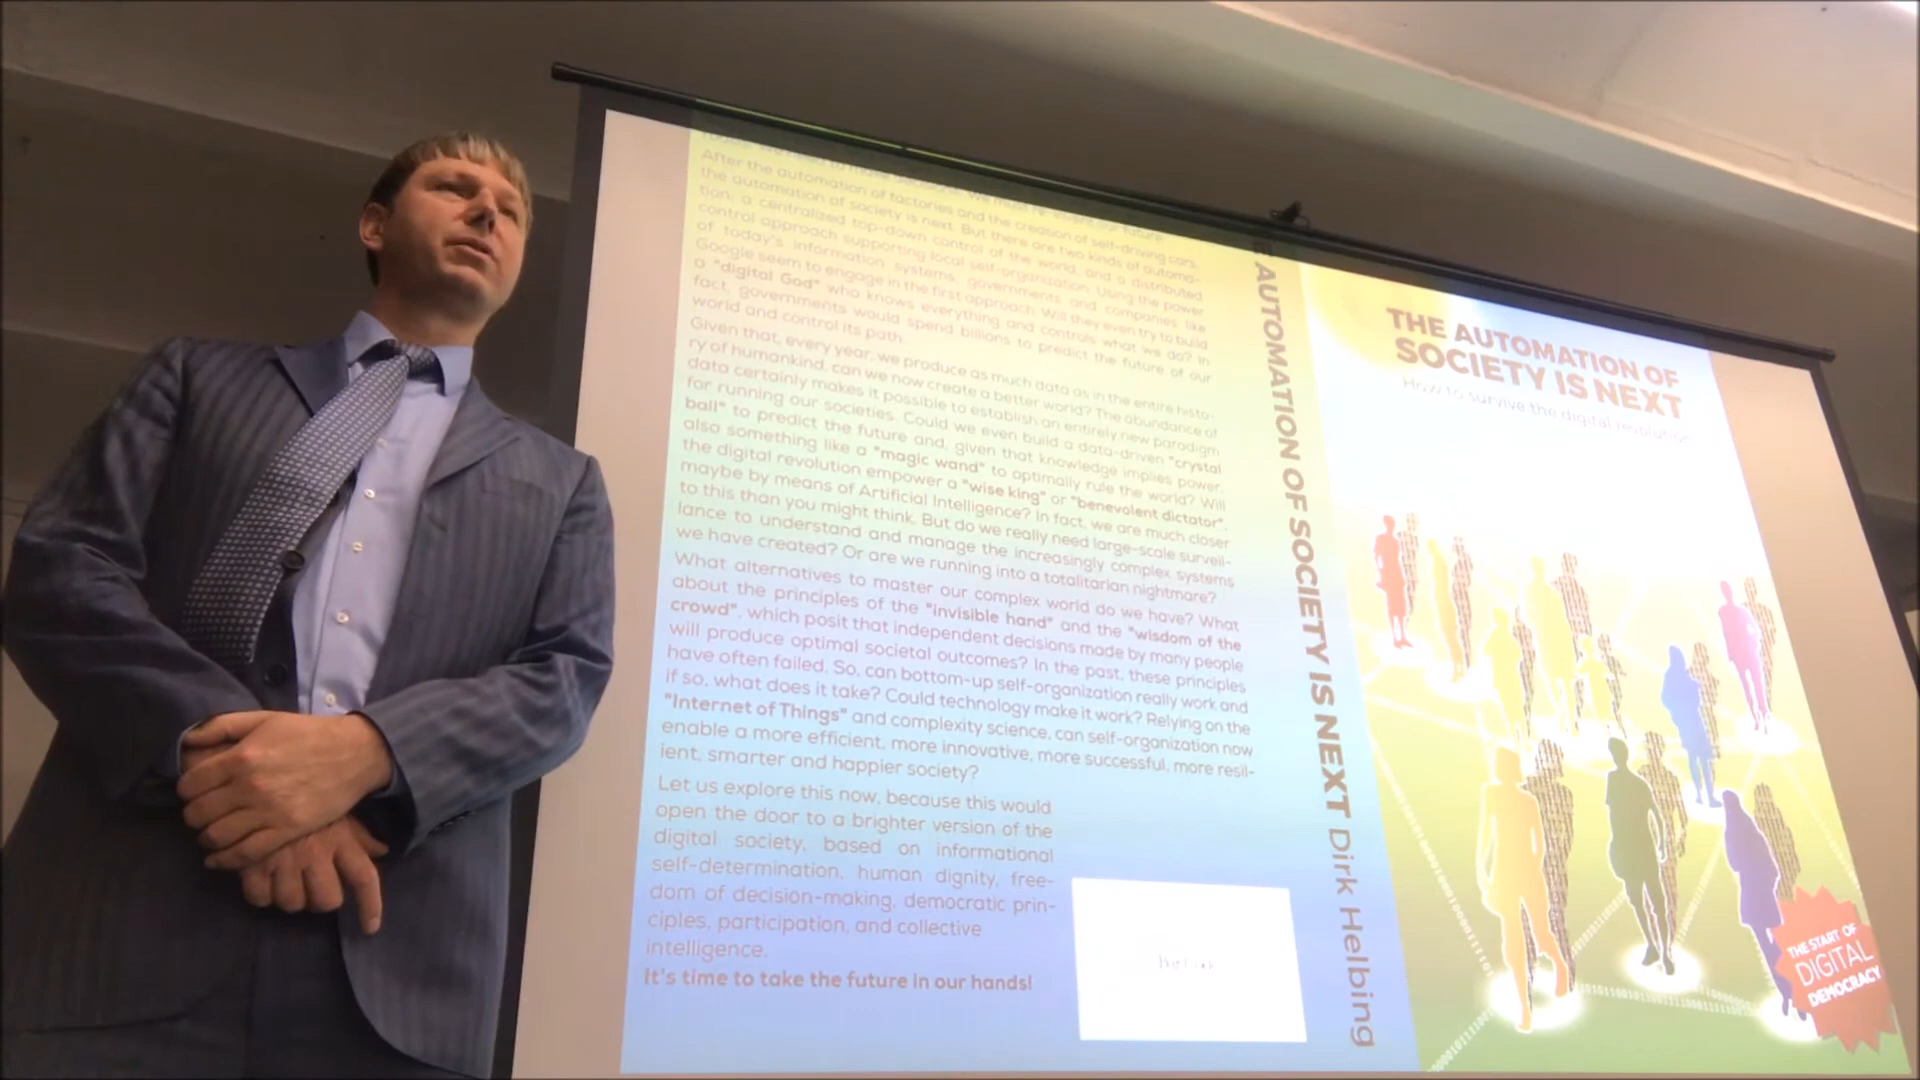 today. We need to make decisions. We must re-invent our future.
After the automation of factories and the creation of self-driving cars,
the automation of society is next. But there are two kinds of automa-
tion: a centralized top-down control of the world, and a distributed
control approach supporting local self-organization. Using the power
of today's information systems, governments and companies like
Google seem to engage in the first approach. Will they even try to build
a "digital God" who knows everything and controls what we do? In
fact, governments would spend billions to predict the future of our
world and control its path.
Given that, every year, we produce as much data as in the entire histo-
ry of humankind, can we now create a better world? The abundance of
data certainly makes it possible to establish an entirely new paradigm
for running our societies. Could we even build a data-driven "crystal
ball" to predict the future and, given that knowledge implies power,
also something like a "magic wand" to optimally rule the world? Will
the digital revolution empower a "wise king" or "benevolent dictator",
maybe by means of Artificial Intelligence? In fact, we are much closer
to this than you might think. But do we really need large-scale surveil-
lance to understand and manage the increasingly complex systems
we have created? Or are we running into a totalitarian nightmare?
What alternatives to master our complex world do we have? What
about the principles of the "invisible hand" and the "wisdom of the
crowd", which posit that independent decisions made by many people
will produce optimal societal outcomes? In the past, these principles
have often failed. So, can bottom-up self-organization really work and
if so, what does it take? Could technology make it work? Relying on the
"Internet of Things" and complexity science, can self-organization now
enable a more efficient, more innovative, more successful, more resil-
ient, smarter and happier society?
Let us explore this now, because this would
open the door to a brighter version of the
digital society, based on informational
self-determination, human dignity, free-
dom of decision-making, democratic prin-
ciples, participation, and collective
intelligence.
It's time to take the future in our hands!
AUTOMATION OF SOCIETY IS NEXT Dirk Helbing
THE AUTOMATION OF
SOCIETY IS NEXT
How to survive the digital revolution
THE START OF
DIGITAL
DEMOCRACY